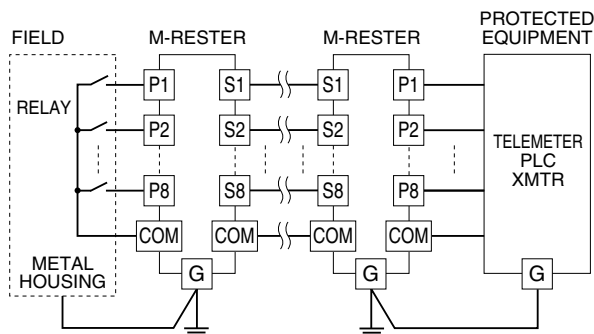 PROTECTED
EQUIPMENT
FIELD
M-RESTER
M-RESTER
P1
S1
S1
P1
RELAY
P2
S2
S2
P2
TELEMETER
PLC
XMTR
P8
S8
S8
P8
COM
COM
COM
COM
METAL
HOUSING
G
G
G